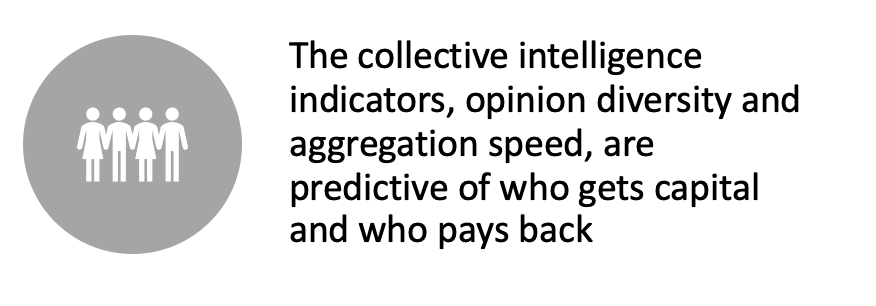 The collective intelligence
indicators, opinion diversity and
aggregation speed, are
predictive of who gets capital
and who pays back